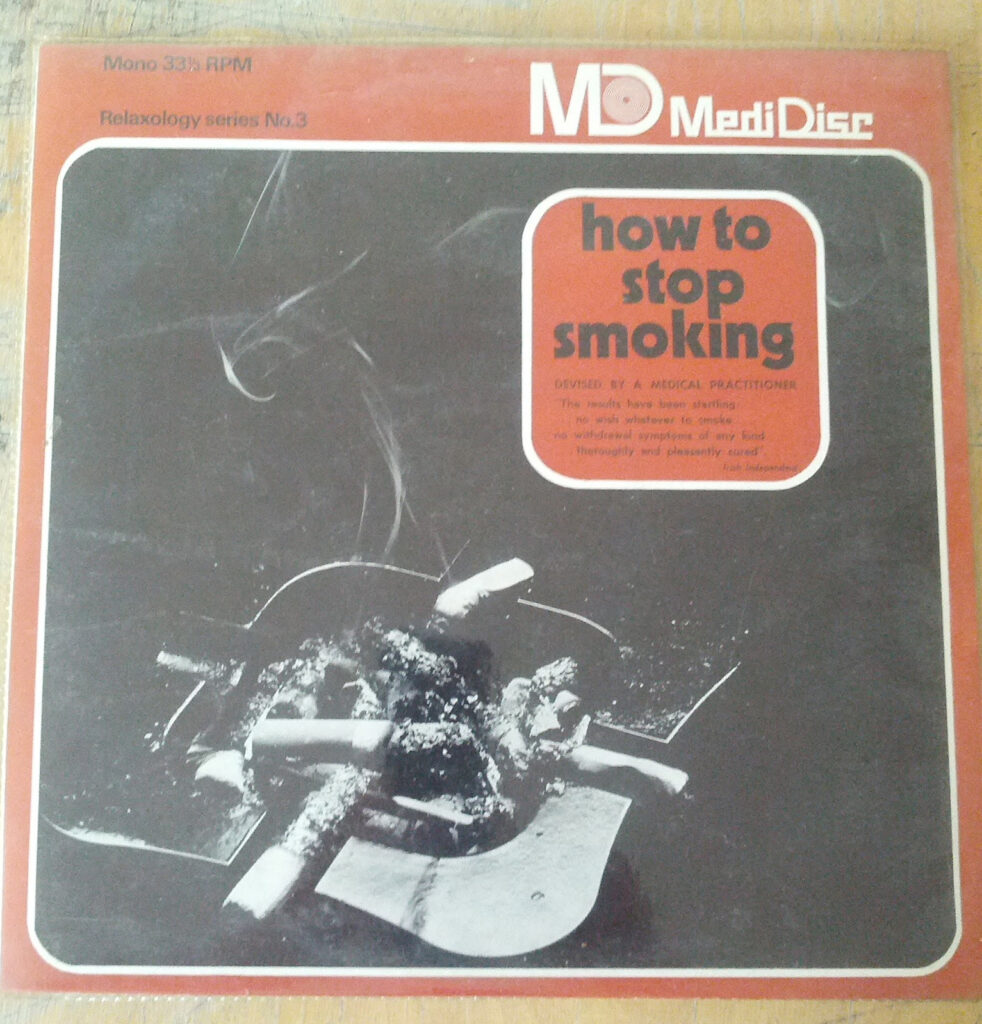 Mono 33⅓ RPM
Relaxology series No.3
MD MediDisc
how to
stop
smoking
DEVISED BY A MEDICAL PRACTITIONER
"The results have been startling:
no wish whatever to smoke
no withdrawal symptoms of any kind
thoroughly and pleasantly cured".
Irish Independent